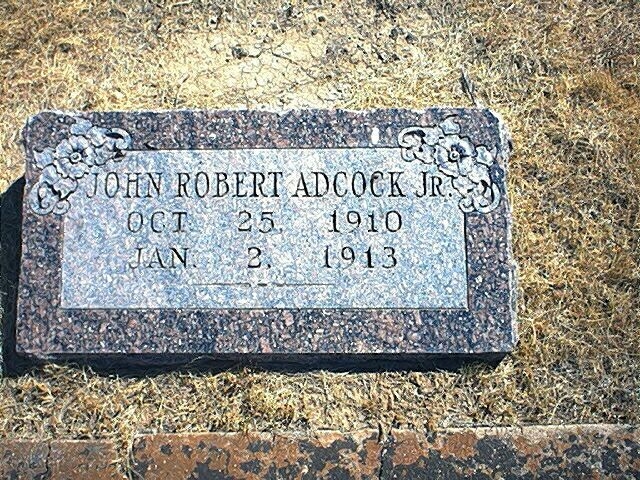 JOHN ROBERT ADCOCK JR.
OCT. 25, 1910
JAN. 2, 1913